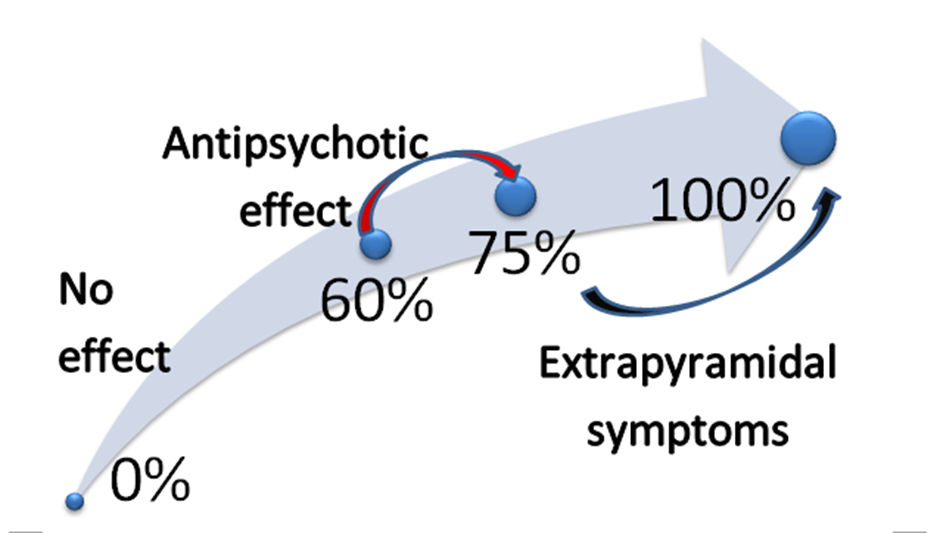 Antipsychotic
effect
100%
75%
60%
No
effect
Extrapyramidal
symptoms
0%